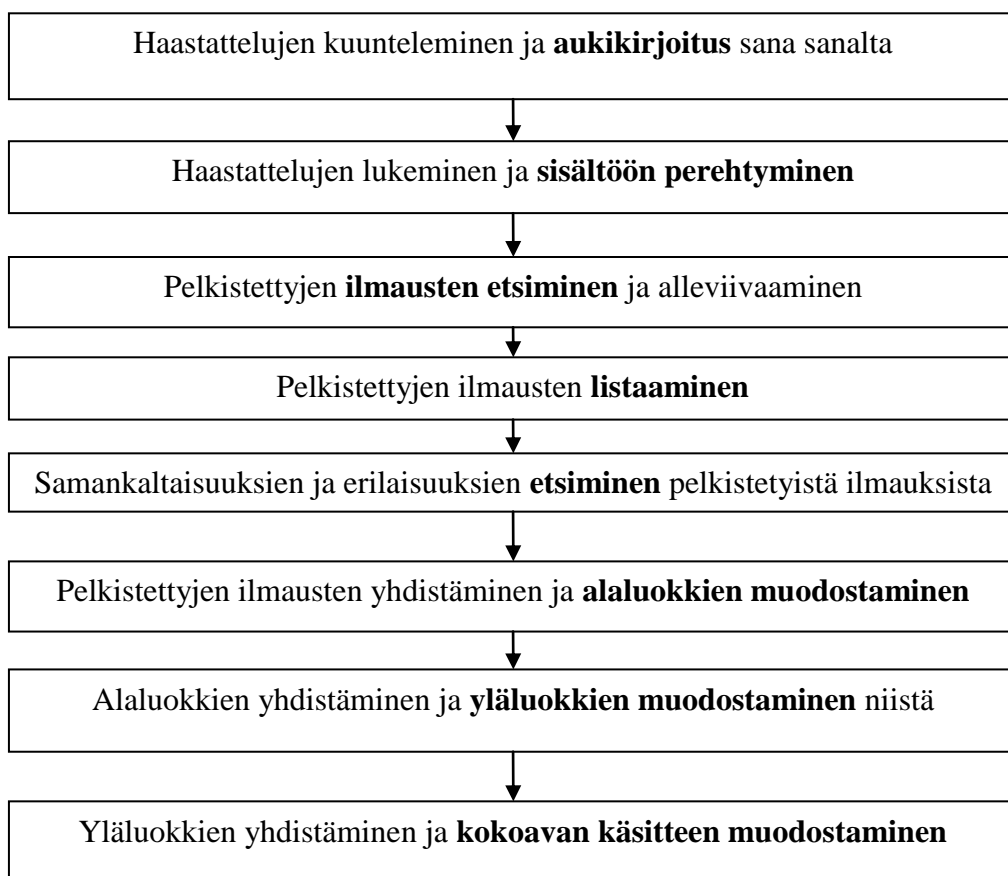 Haastattelujen kuunteleminen ja aukikirjoitus sana sanalta
Haastattelujen lukeminen ja sisältöön perehtyminen
Pelkistettyjen ilmausten etsiminen ja alleviivaaminen
Pelkistettyjen ilmausten listaaminen
Samankaltaisuuksien ja erilaisuuksien etsiminen pelkistetyistä ilmauksista
Pelkistettyjen ilmausten yhdistäminen ja alaluokkien muodostaminen
Alaluokkien yhdistäminen ja yläluokkien muodostaminen niistä
Yläluokkien yhdistäminen ja kokoavan käsitteen muodostaminen